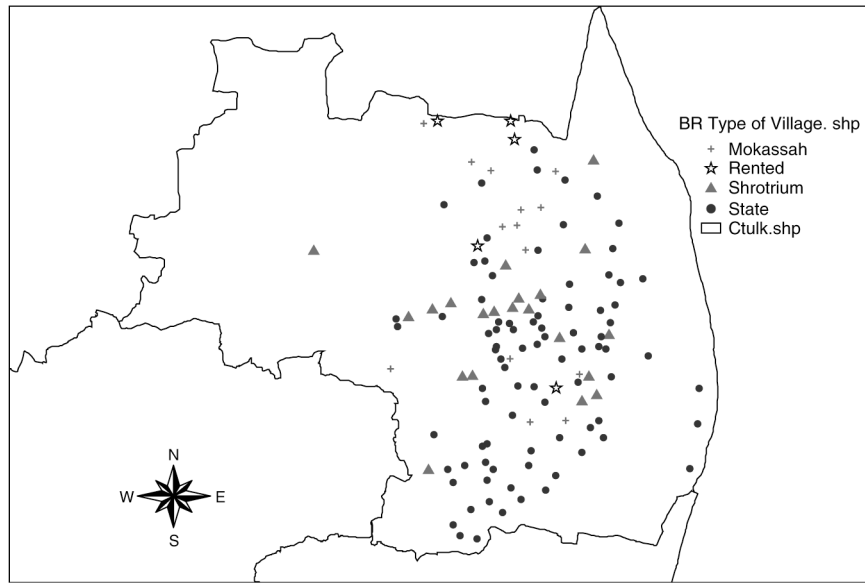 BR Type of Village. shp
Mokassah
Rented
Shrotrium
State
Ctulk.shp
N
W E
S